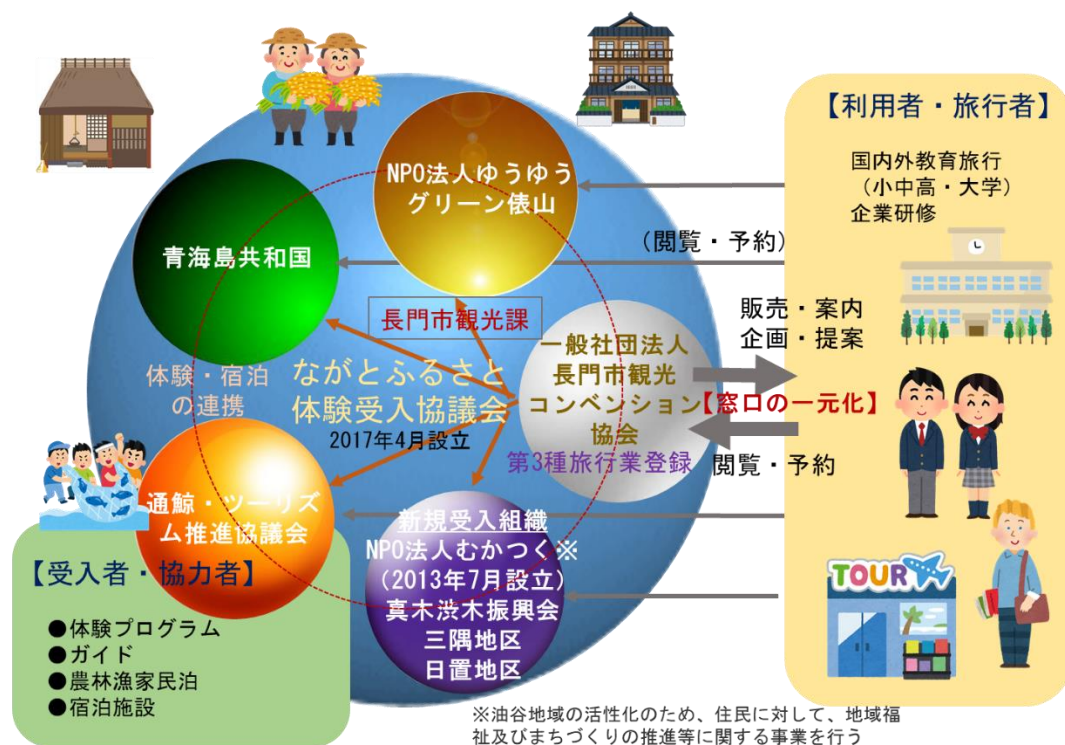 NPO法人ゆうゆう
グリーン俵山
青海島共和国
長門市観光課
一般社団法人
長門市観光
コンベンション
協会
第3種旅行業登録
体験・宿泊
の連携
ながとふるさと
体験受入協議会
2017年4月設立
通鯨・ツーリズ
ム推進協議会
新規受入組織
NPO法人むかつく※
(2013年7月設立)
真木渋木振興会
三隅地区
日置地区
【利用者・旅行者】
国内外教育旅行
(小中高・大学)
企業研修
(閲覧・予約)
販売・案内
企画・提案
【窓口の一元化】
閲覧・予約
TOUR
【受入者・協力者】
●体験プログラム
●ガイド
●農林漁家民泊
●宿泊施設
※油谷地域の活性化のため、住民に対して、地域福
祉及びまちづくりの推進等に関する事業を行う